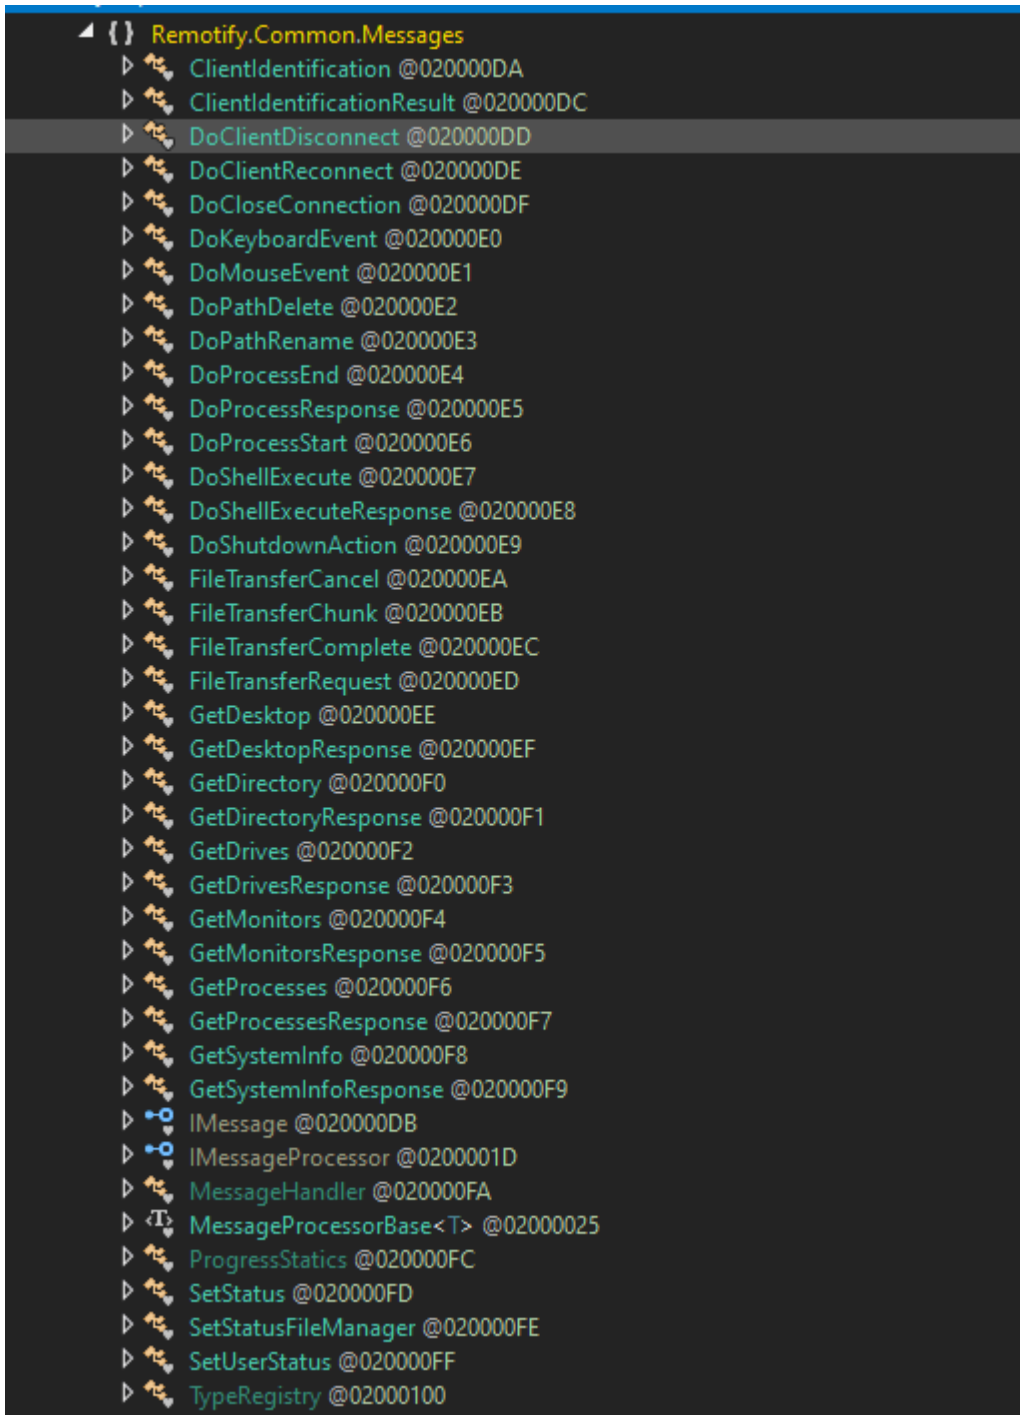 { } Remotify.Common.Messages
ClientIdentification @020000DA
ClientIdentificationResult @020000DC
DoClientDisconnect @020000DD
DoClientReconnect @020000DE
DoCloseConnection @020000DF
DoKeyboardEvent @020000E0
DoMouseEvent @020000E1
DoPathDelete @020000E2
DoPathRename @020000E3
DoProcessEnd @020000E4
DoProcessResponse @020000E5
DoProcessStart @020000E6
DoShellExecute @020000E7
DoShellExecuteResponse @020000E8
DoShutdownAction @020000E9
FileTransferCancel @020000EA
FileTransferChunk @020000EB
FileTransferComplete @020000EC
FileTransferRequest @020000ED
GetDesktop @020000EE
GetDesktopResponse @020000EF
GetDirectory @020000F0
GetDirectoryResponse @020000F1
GetDrives @020000F2
GetDrivesResponse @020000F3
GetMonitors @020000F4
GetMonitorsResponse @020000F5
GetProcesses @020000F6
GetProcessesResponse @020000F7
GetSystemInfo @020000F8
GetSystemInfoResponse @020000F9
IMessage @020000DB
IMessageProcessor @0200001D
MessageHandler @020000FA
<T> MessageProcessorBase<T> @02000025
ProgressStatics @020000FC
SetStatus @020000FD
SetStatusFileManager @020000FE
SetUserStatus @020000FF
TypeRegistry @02000100